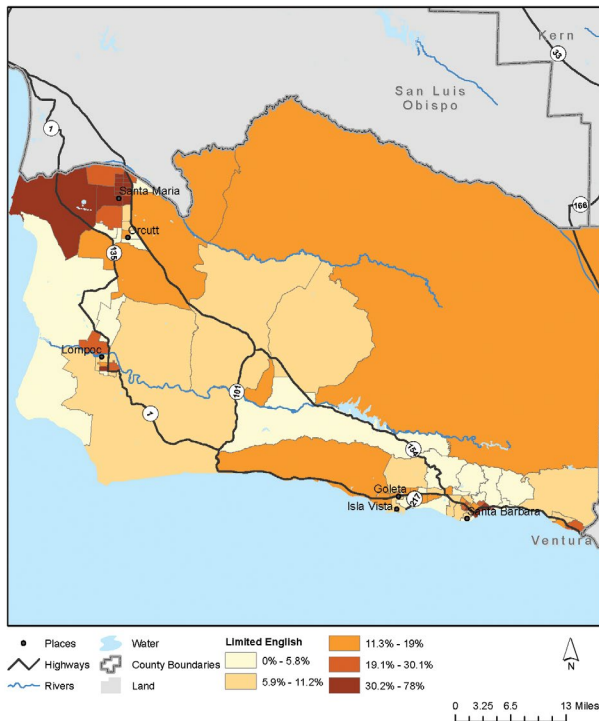 Kern
33
San Luis
Obispo
1
166
Santa Maria
Orcutt
135
Lompoc
101
1
154
Goleta
217
Isla Vista
Santa Barbara
Ventura
Places
Water
Limited English
11.3% - 19%
Highways
County Boundaries
0% - 5.8%
19.1% - 30.1%
Rivers
Land
5.9% - 11.2%
30.2% - 78%
N
0 3.25 6.5 13 Miles